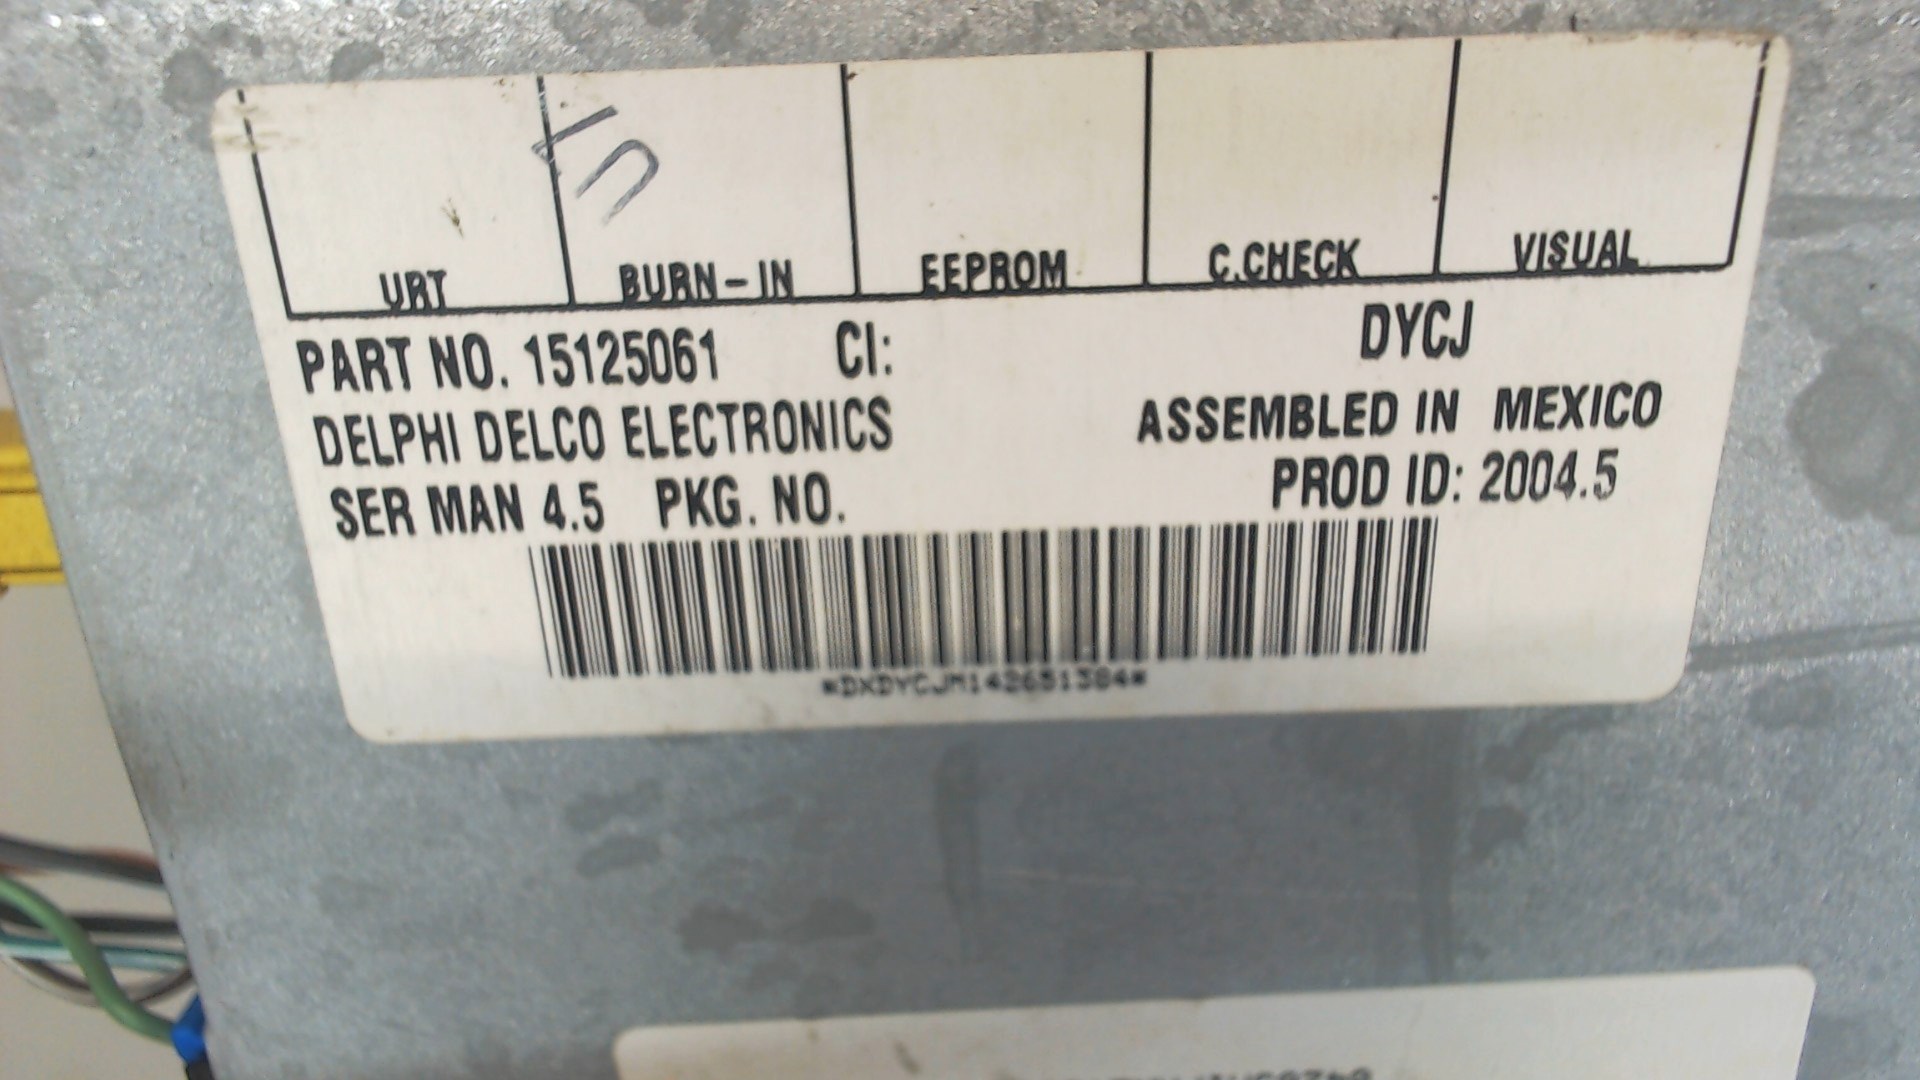 URT BURN-IN EEPROM C.CHECK VISUAL
PART NO. 15125061 CI: DYCJ
DELPHI DELCO ELECTRONICS ASSEMBLED IN MEXICO
SER MAN 4.5 PKG. NO. PROD ID: 2004.5
*DXDYCJM142651384*